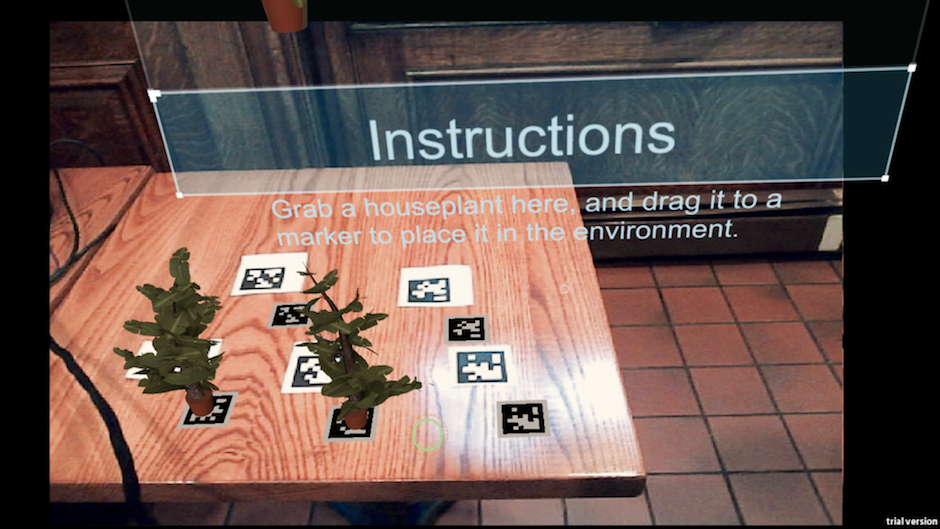 Instructions
Grab a houseplant here, and drag it to a
marker to place it in the environment.
trial version